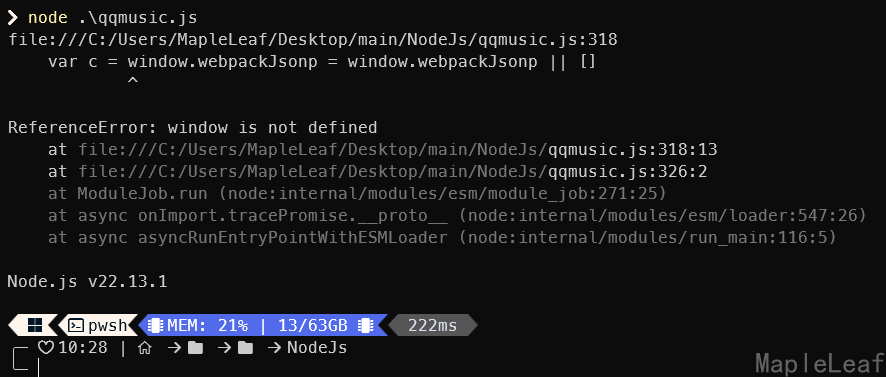 ❯ node .\qqmusic.js
file:///C:/Users/MapleLeaf/Desktop/main/NodeJs/qqmusic.js:318
    var c = window.webpackJsonp = window.webpackJsonp || []
            ^
ReferenceError: window is not defined
    at file:///C:/Users/MapleLeaf/Desktop/main/NodeJs/qqmusic.js:318:13
    at file:///C:/Users/MapleLeaf/Desktop/main/NodeJs/qqmusic.js:326:2
    at ModuleJob.run (node:internal/modules/esm/module_job:271:25)
    at async onImport.tracePromise.__proto__ (node:internal/modules/esm/loader:547:26)
    at async asyncRunEntryPointWithESMLoader (node:internal/modules/run_main:116:5)
Node.js v22.13.1
pwsh MEM: 21% | 13/63GB 222ms
10:28 | → → → NodeJs
MapleLeaf